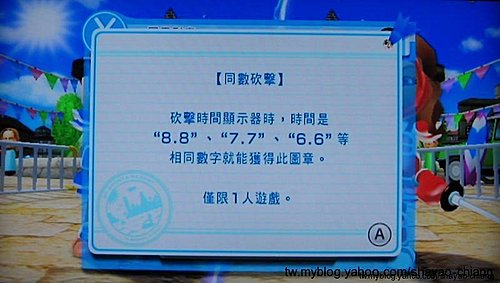 【同數砍擊】
砍擊時間顯示器時，時間是
“8.8”、“7.7”、“6.6”等
相同數字就能獲得此圖章。
僅限1人遊戲。
A
tw.myblog.yahoo.com/shayao-chiang